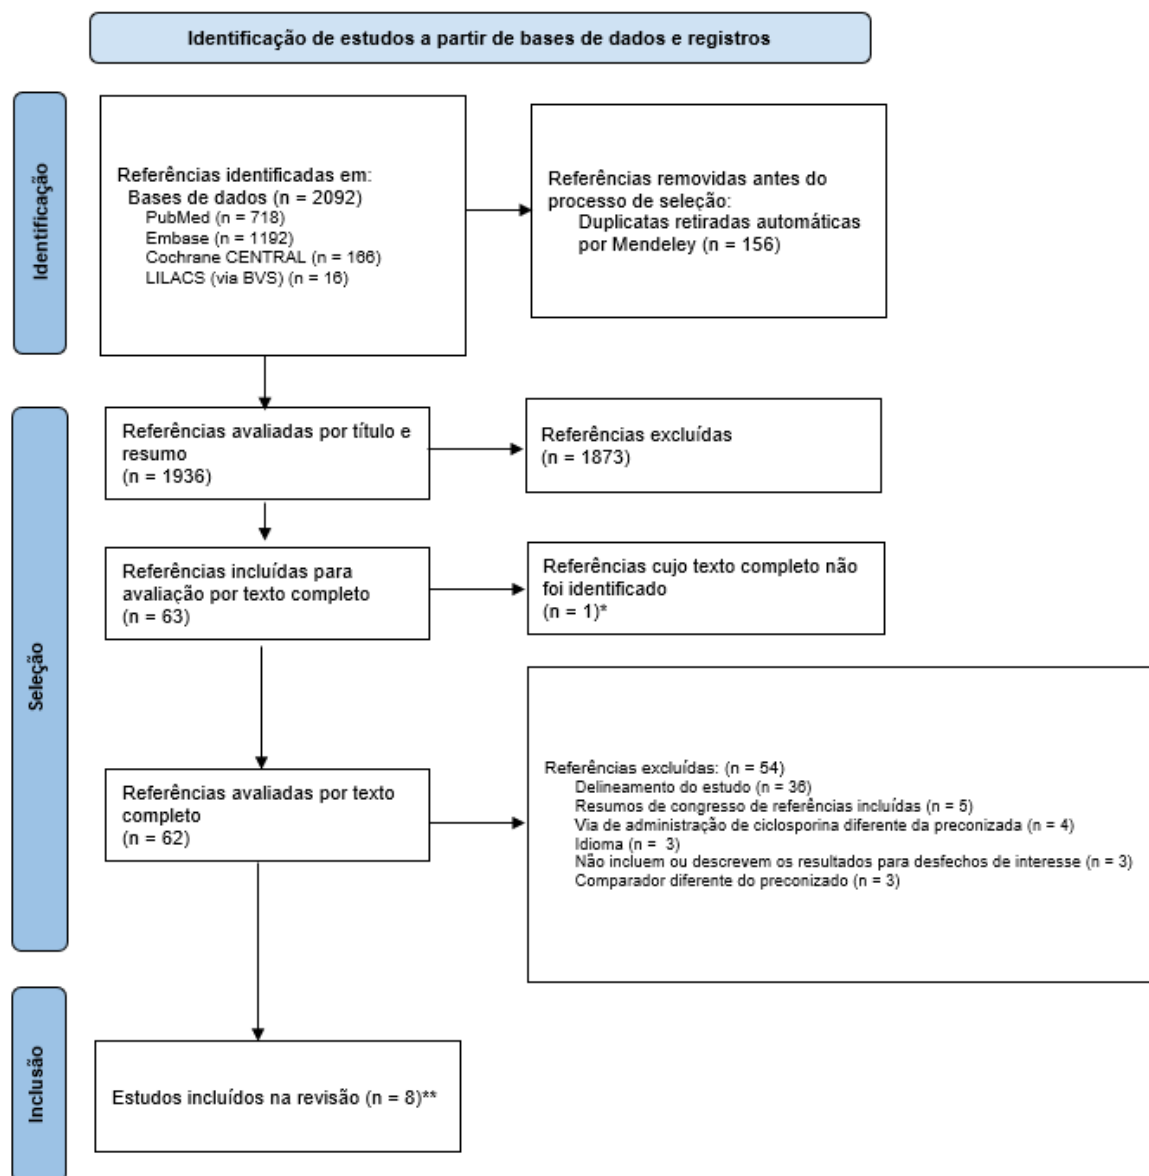 Identificação de estudos a partir de bases de dados e registros
Identificação
Referências identificadas em:
Bases de dados (n = 2092)
PubMed (n = 718)
Embase (n = 1192)
Cochrane CENTRAL (n = 166)
LILACS (via BVS) (n = 16)
Referências removidas antes do
processo de seleção:
Duplicatas retiradas automáticas
por Mendeley (n = 156)
Seleção
Referências avaliadas por título e
resumo
(n = 1936)
Referências excluídas
(n = 1873)
Referências incluídas para
avaliação por texto completo
(n = 63)
Referências cujo texto completo não
foi identificado
(n = 1)*
Referências avaliadas por texto
completo
(n = 62)
Referências excluídas: (n = 54)
Delineamento do estudo (n = 36)
Resumos de congresso de referências incluídas (n = 5)
Via de administração de ciclosporina diferente da preconizada (n = 4)
Idioma (n =  3)
Não incluem ou descrevem os resultados para desfechos de interesse (n = 3)
Comparador diferente do preconizado (n = 3)
Inclusão
Estudos incluídos na revisão (n = 8)**